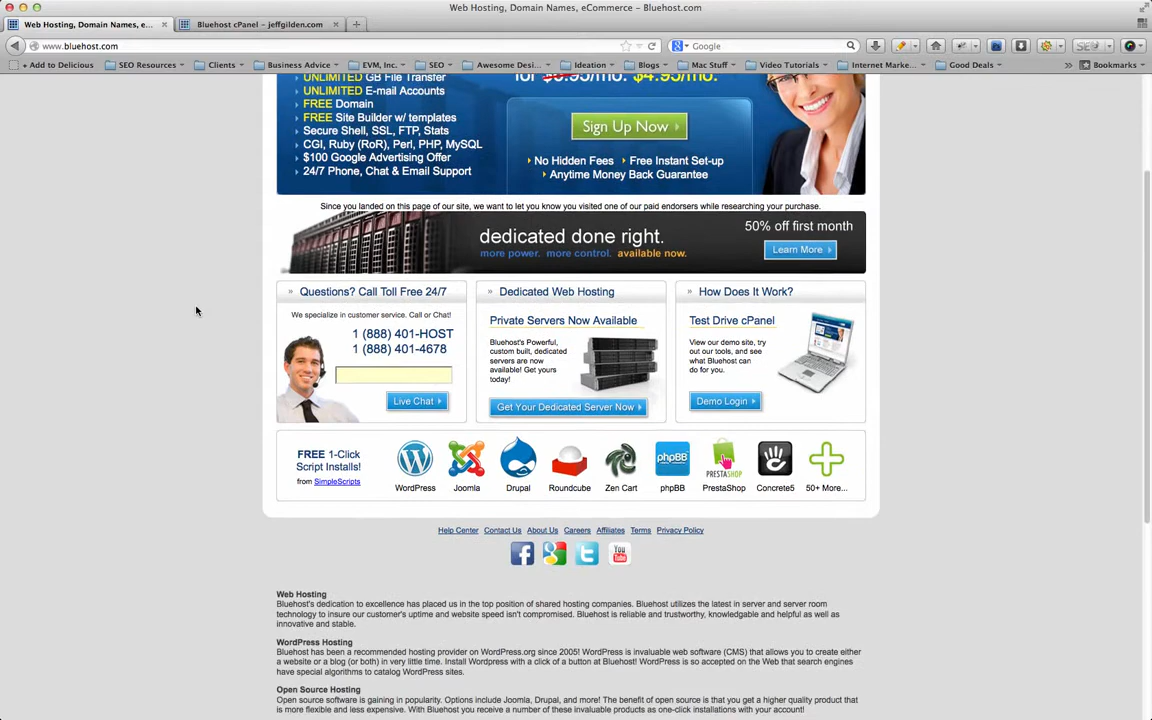 Web Hosting, Domain Names, eCommerce – Bluehost.com
Web Hosting, Domain Names, e...
Bluehost cPanel – jeffgilden.com
www.bluehost.com
Google
+ Add to Delicious
SEO Resources
Clients
Business Advice
EVM, Inc.
SEO
Awesome Desi...
Ideation
Blogs
Mac Stuff
Video Tutorials
Internet Marke...
Good Deals
Bookmarks
UNLIMITED GB File Transfer
UNLIMITED E-mail Accounts
FREE Domain
FREE Site Builder w/ templates
Secure Shell, SSL, FTP, Stats
CGI, Ruby (RoR), Perl, PHP, MySQL
$100 Google Advertising Offer
24/7 Phone, Chat & Email Support
for $6.95/mo. $4.95/mo.
Sign Up Now
No Hidden Fees
Free Instant Set-up
Anytime Money Back Guarantee
Since you landed on this page of our site, we want to let you know you visited one of our paid endorsers while researching your purchase.
dedicated done right.
more power. more control. available now.
50% off first month
Learn More
» Questions? Call Toll Free 24/7
We specialize in customer service. Call or Chat!
1 (888) 401-HOST
1 (888) 401-4678
Live Chat
» Dedicated Web Hosting
Private Servers Now Available
Bluehost's Powerful,
custom built, dedicated
servers are now
available! Get yours
today!
Get Your Dedicated Server Now
» How Does It Work?
Test Drive cPanel
View our demo site, try
out our tools, and see
what Bluehost can
do for you.
Demo Login
FREE 1-Click
Script Installs!
from SimpleScripts
WordPress
Joomla
Drupal
Roundcube
Zen Cart
phpBB
phpBB
PRESTASHOP
PrestaShop
Concrete5
50+ More...
Help Center
Contact Us
About Us
Careers
Affiliates
Terms
Privacy Policy
You
Tube
Web Hosting
Bluehost's dedication to excellence has placed us in the top position of shared hosting companies. Bluehost utilizes the latest in server and server room
technology to insure our customer's uptime and website speed isn't compromised. Bluehost is reliable and trustworthy, knowledgable and helpful as well as
innovative and stable.
WordPress Hosting
Bluehost has been a recommended hosting provider on WordPress.org since 2005! WordPress is invaluable web software (CMS) that allows you to create either
a website or a blog (or both) in very little time. Install Wordpress with a click of a button at Bluehost! WordPress is so accepted on the Web that search engines
have special algorithms to catalog WordPress sites.
Open Source Hosting
Open source software is gaining in popularity. Options include Joomla, Drupal, and more! The benefit of open source is that you get a higher quality product that
is more flexible and less expensive. With Bluehost you receive a number of these invaluable products as one-click installations with your account!